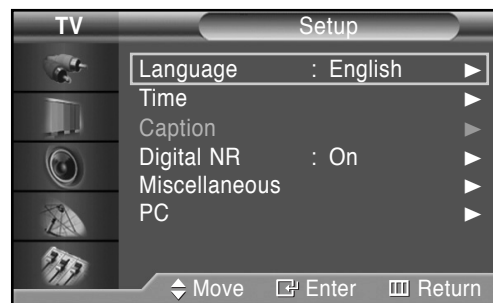 TV Setup
Language : English
Time
Caption
Digital NR : On
Miscellaneous
PC
Move Enter Return